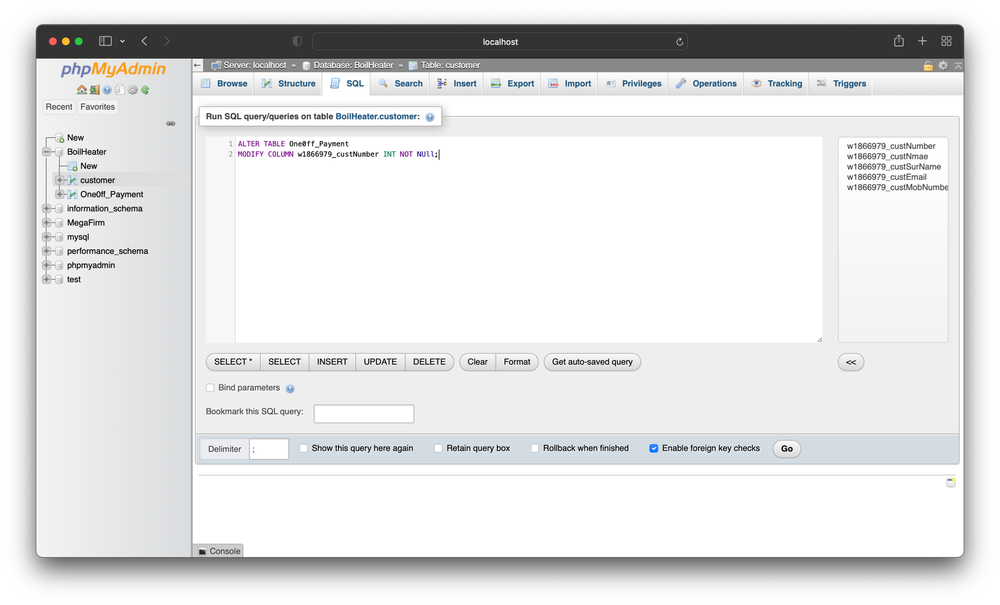 localhost
phpMyAdmin
Recent Favorites
New
BoilHeater
New
customer
One0ff_Payment
information_schema
MegaFirm
mysql
performance_schema
phpmyadmin
test
Server: localhost » Database: BoilHeater » Table: customer
Browse Structure SQL Search Insert Export Import Privileges Operations Tracking Triggers
Run SQL query/queries on table BoilHeater.customer:
1 ALTER TABLE One0ff_Payment
2 MODIFY COLUMN w1866979_custNumber INT NOT NUll;
w1866979_custNumber
w1866979_custNmae
w1866979_custSurName
w1866979_custEmail
w1866979_custMobNumbe
SELECT * SELECT INSERT UPDATE DELETE Clear Format Get auto-saved query <<
Bind parameters
Bookmark this SQL query:
Delimiter ; Show this query here again Retain query box Rollback when finished Enable foreign key checks Go
Console